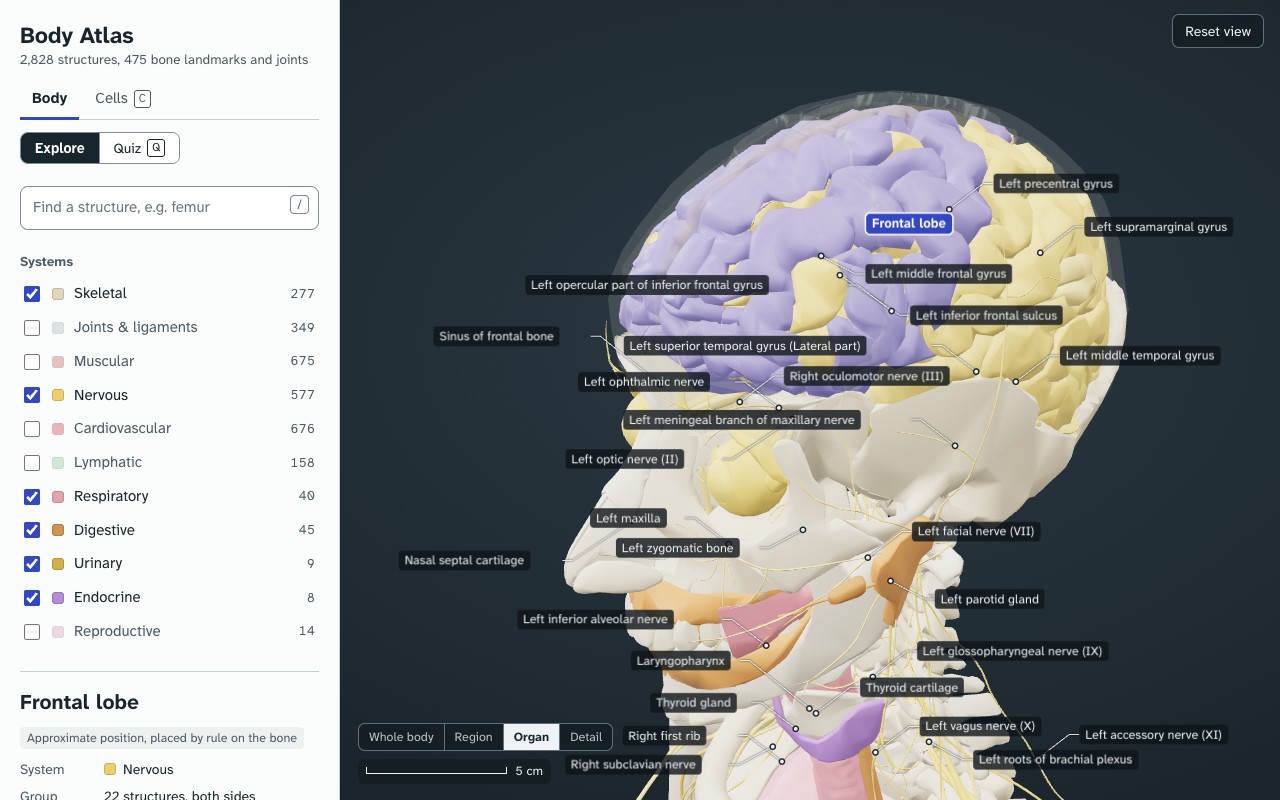 Body Atlas
2,828 structures, 475 bone landmarks and joints
Body
Cells C
Explore
Quiz Q
Find a structure, e.g. femur /
Systems
Skeletal 277
Joints & ligaments 349
Muscular 675
Nervous 577
Cardiovascular 676
Lymphatic 158
Respiratory 40
Digestive 45
Urinary 9
Endocrine 8
Reproductive 14
Frontal lobe
Approximate position, placed by rule on the bone
System Nervous
Group 22 structures, both sides
Reset view
Left precentral gyrus
Frontal lobe
Left supramarginal gyrus
Left middle frontal gyrus
Left opercular part of inferior frontal gyrus
Left inferior frontal sulcus
Sinus of frontal bone
Left superior temporal gyrus (Lateral part)
Left middle temporal gyrus
Left ophthalmic nerve
Right oculomotor nerve (III)
Left meningeal branch of maxillary nerve
Left optic nerve (II)
Left maxilla
Left facial nerve (VII)
Left zygomatic bone
Nasal septal cartilage
Left parotid gland
Left inferior alveolar nerve
Left glossopharyngeal nerve (IX)
Laryngopharynx
Thyroid cartilage
Thyroid gland
Left vagus nerve (X)
Right first rib
Left accessory nerve (XI)
Left roots of brachial plexus
Right subclavian nerve
Whole body
Region
Organ
Detail
5 cm